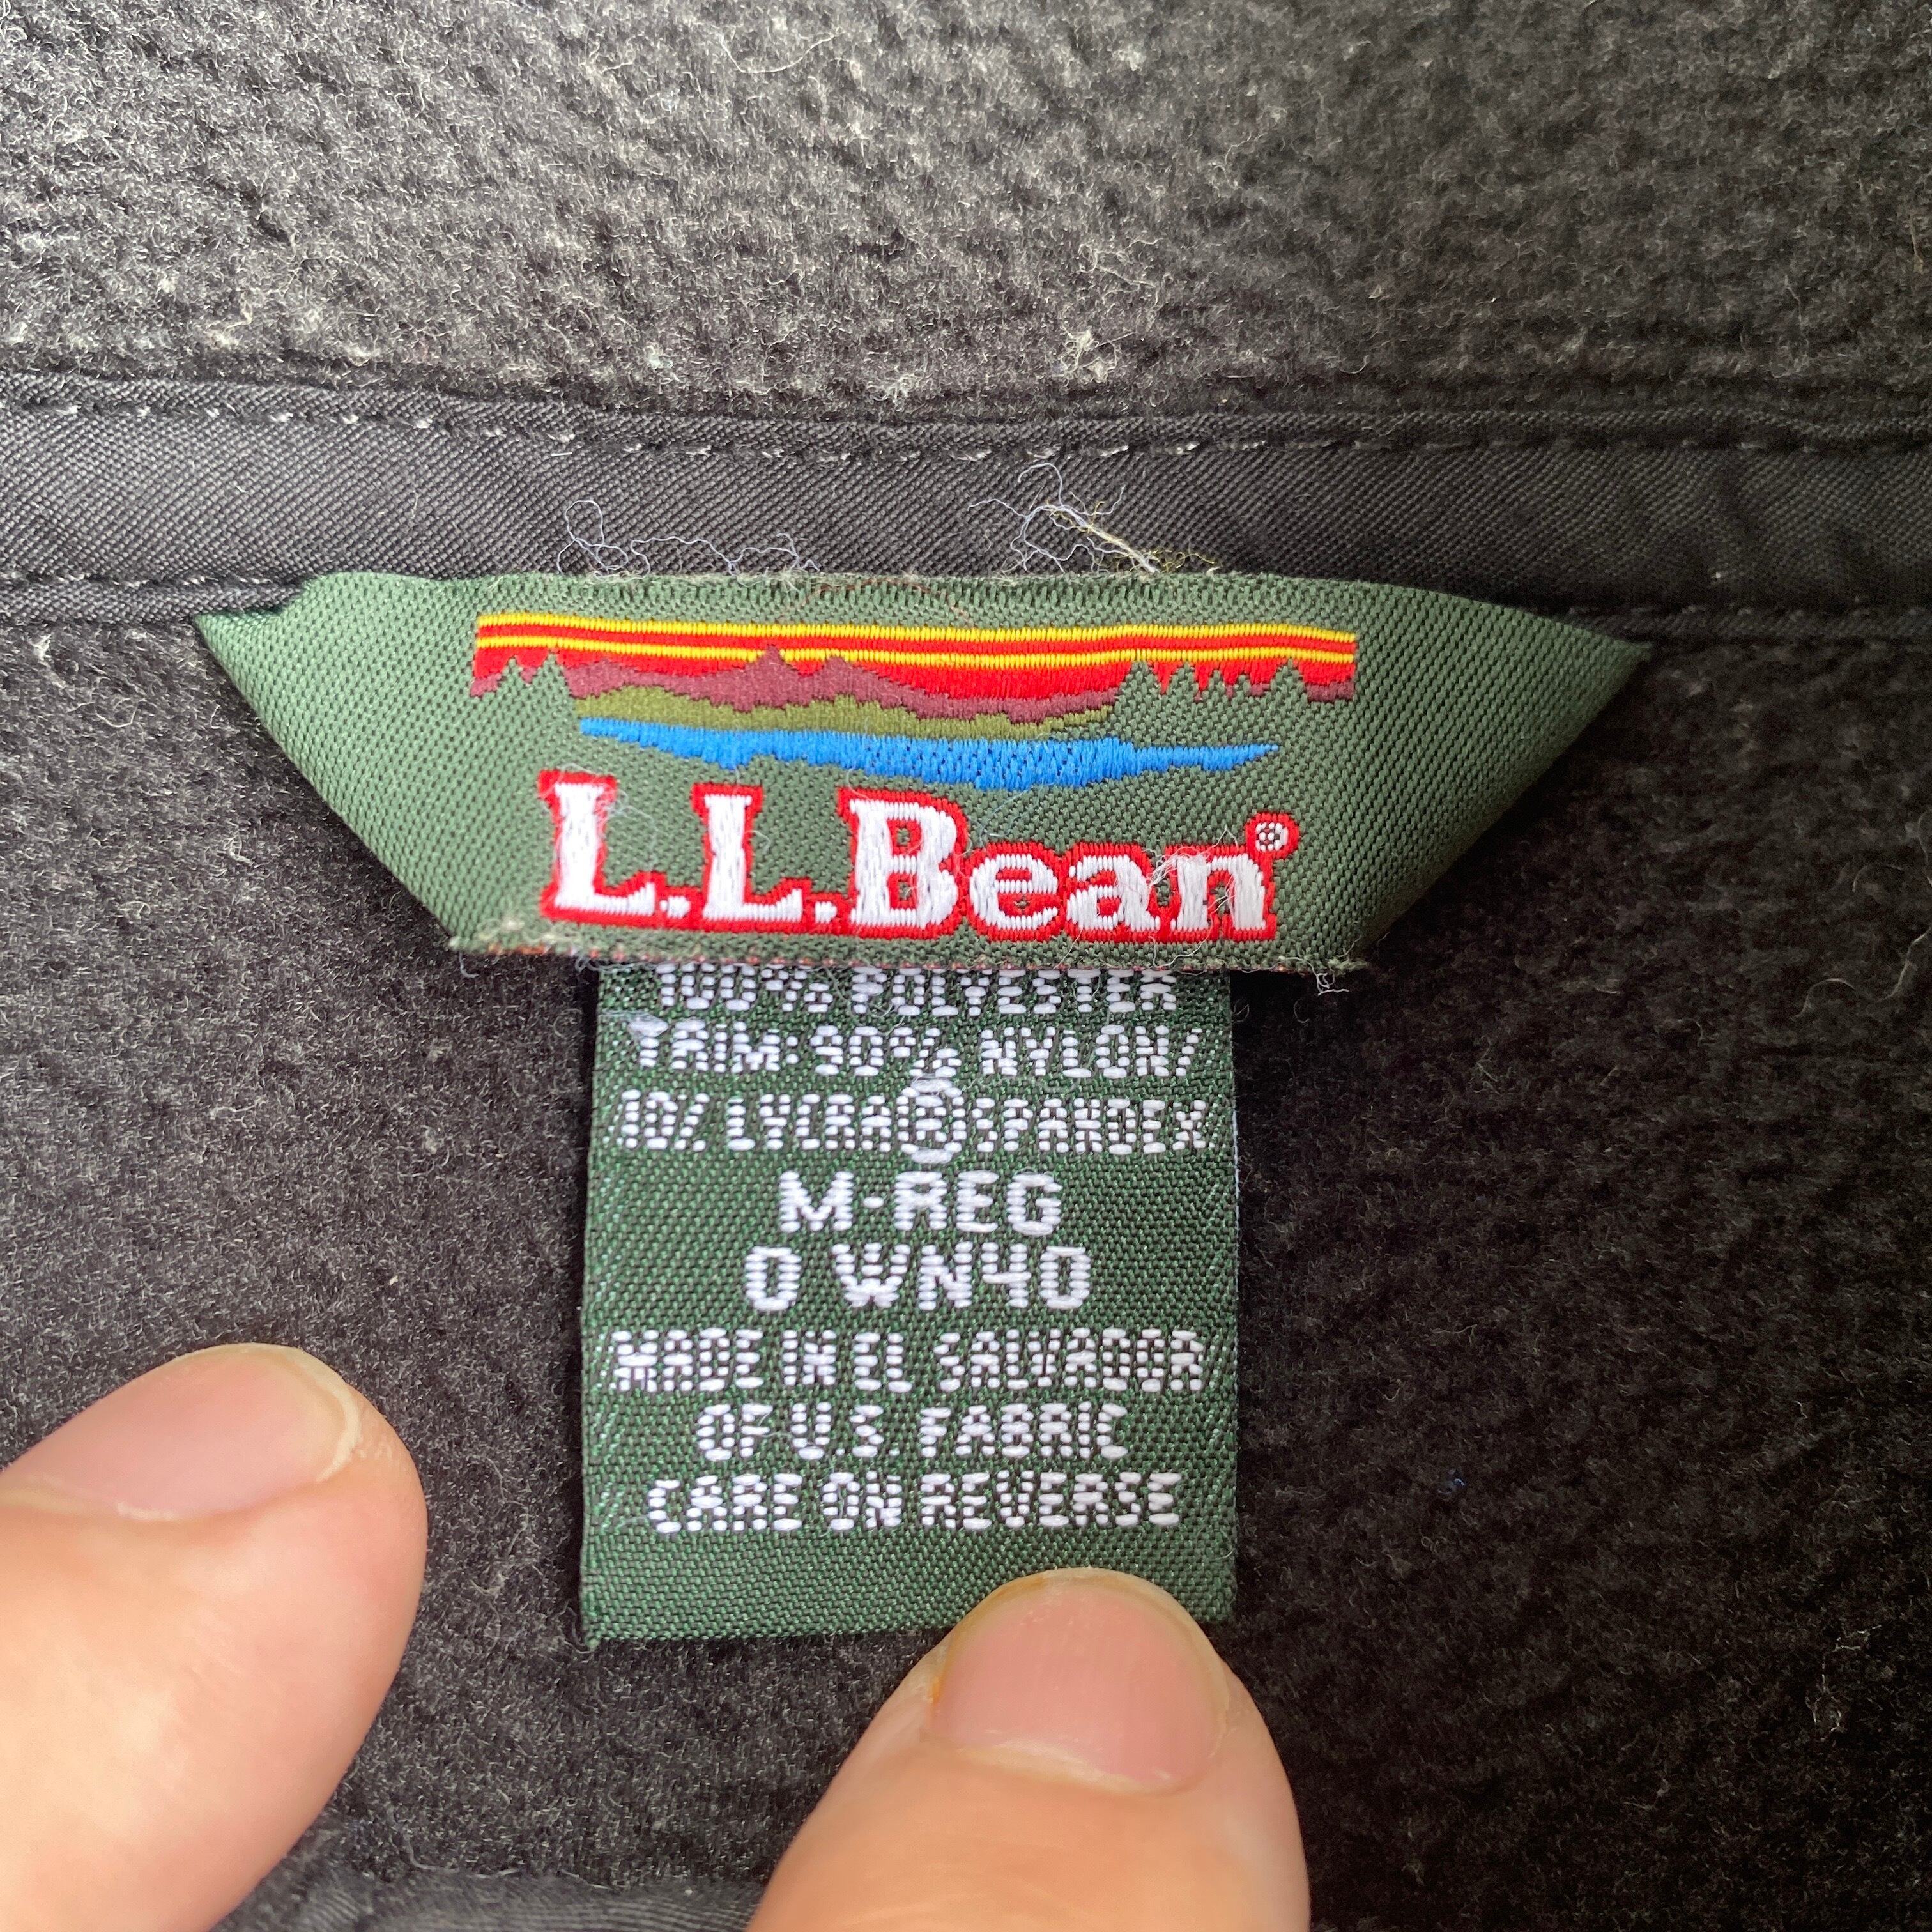 L.L.Bean®
100% POLYESTER
TRIM: 90% NYLON/
10% LYCRA® SPANDEX
M-REG
0 WN40
MADE IN EL SALVADOR
OF U.S. FABRIC
CARE ON REVERSE